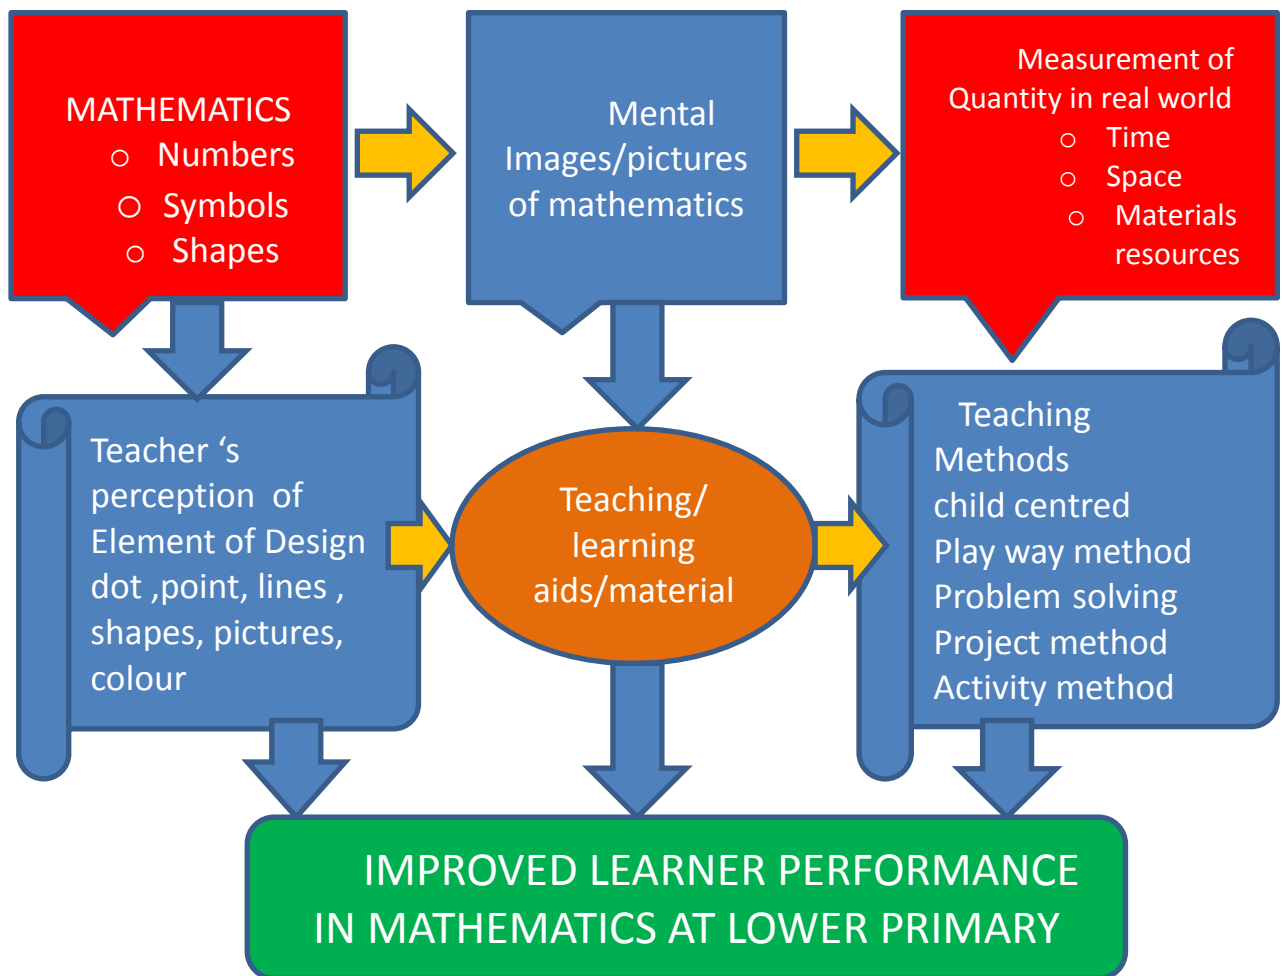 MATHEMATICS
o Numbers
o Symbols
o Shapes
Mental
Images/pictures
of mathematics
Measurement of
Quantity in real world
o Time
o Space
o Materials
resources
Teacher ‘s
perception of
Element of Design
dot ,point, lines ,
shapes, pictures,
colour
Teaching/
learning
aids/material
Teaching
Methods
child centred
Play way method
Problem solving
Project method
Activity method
IMPROVED LEARNER PERFORMANCE
IN MATHEMATICS AT LOWER PRIMARY